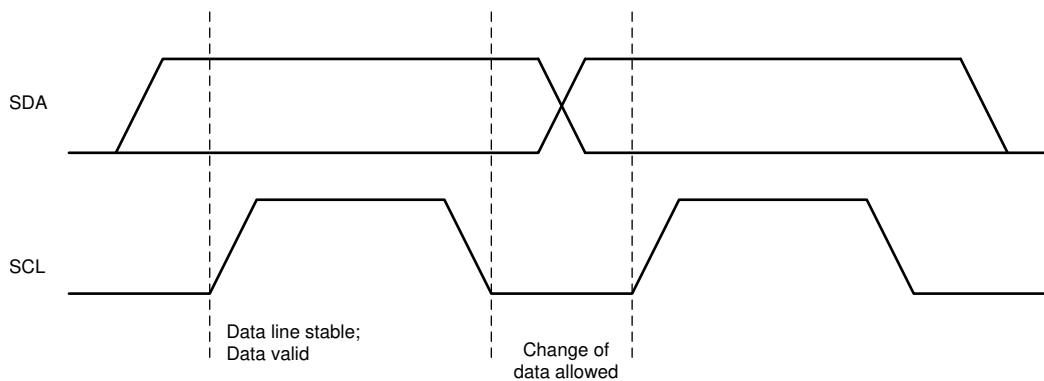 SDA
SCL
Data line stable;
Data valid
Change of
data allowed